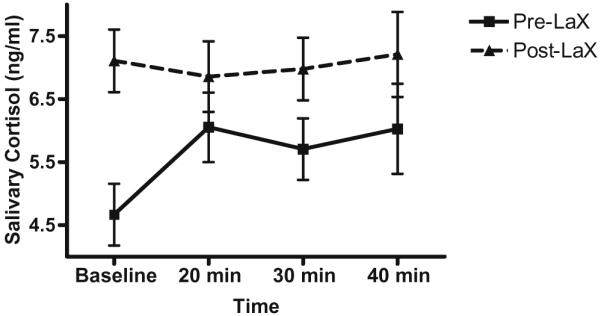 Salivary Cortisol (ng/ml)
7.5
6.5
5.5
4.5
Baseline 20 min 30 min 40 min
Time
Pre-LaX
Post-LaX